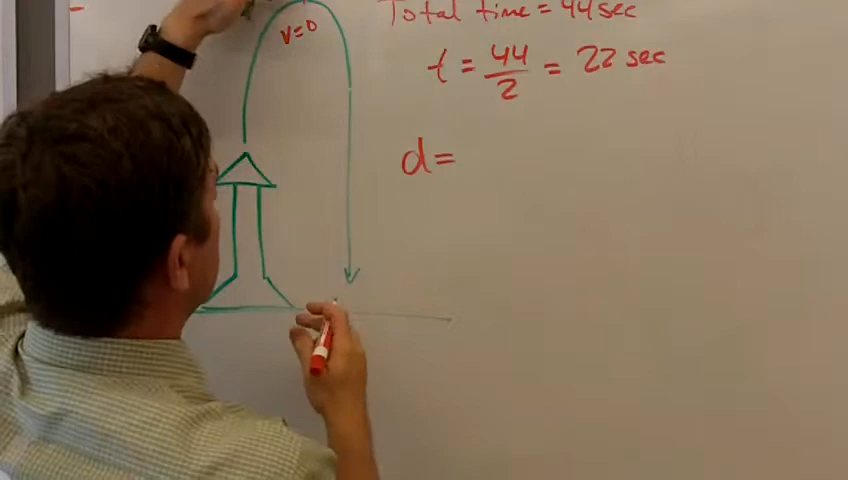 Total time = 44 sec
v=0
t = 44/2 = 22 sec
d=